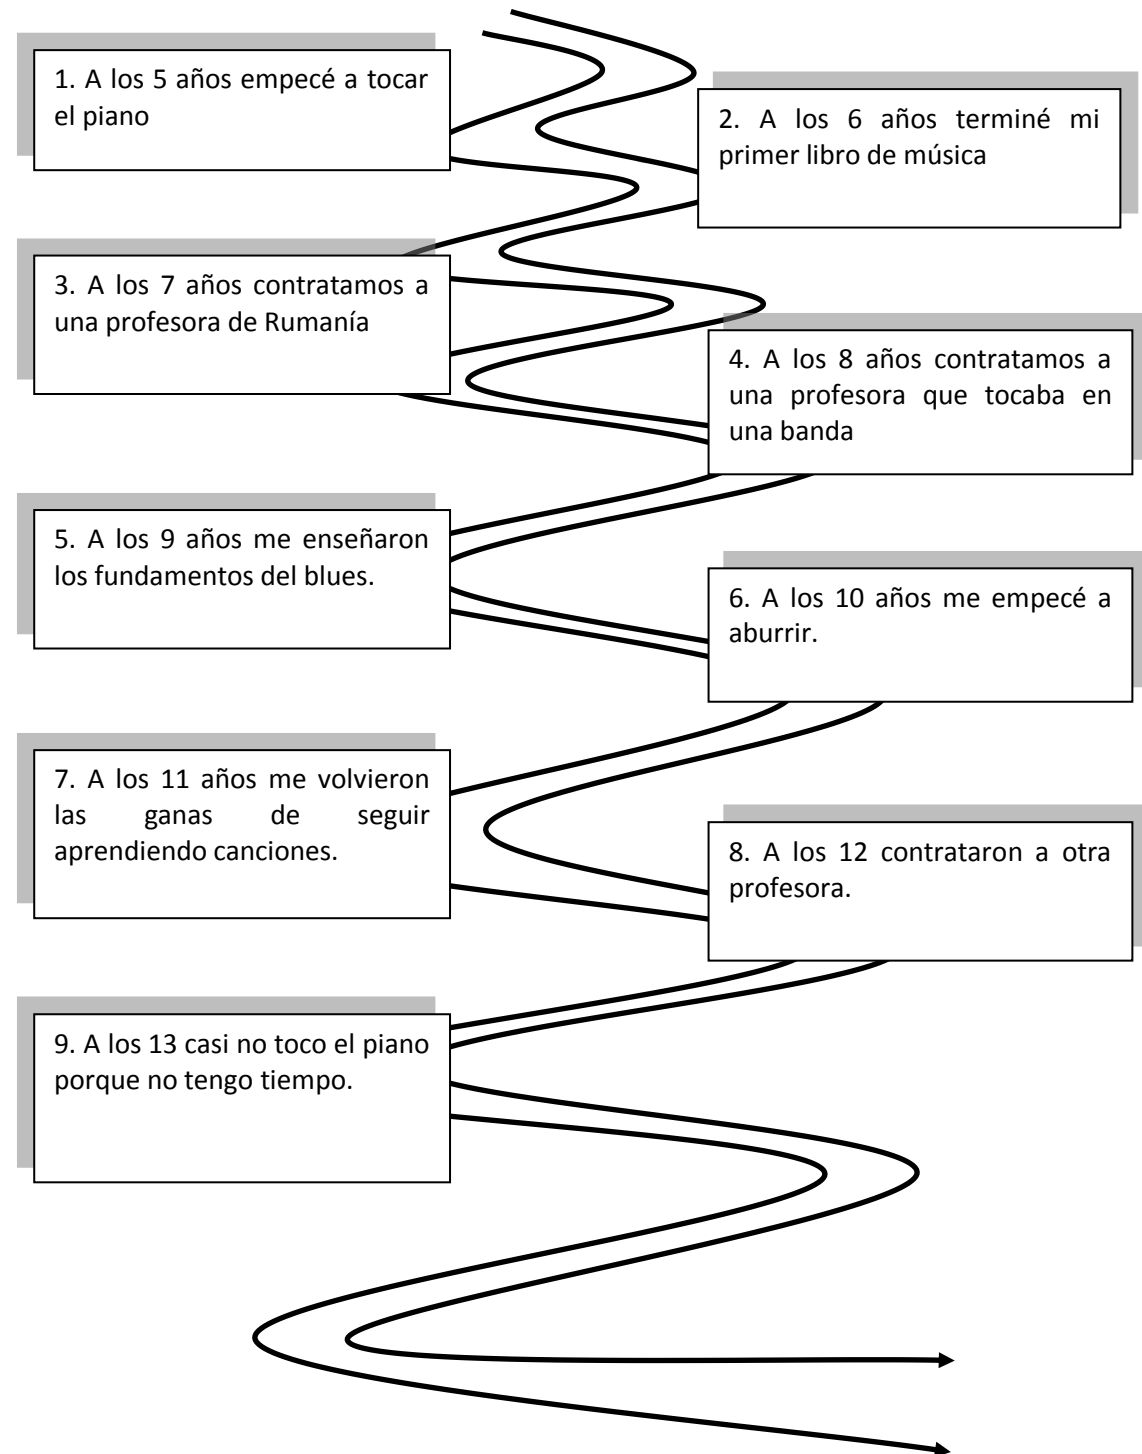 1. A los 5 años empecé a tocar
el piano
2. A los 6 años terminé mi
primer libro de música
3. A los 7 años contratamos a
una profesora de Rumanía
4. A los 8 años contratamos a
una profesora que tocaba en
una banda
5. A los 9 años me enseñaron
los fundamentos del blues.
6. A los 10 años me empecé a
aburrir.
7. A los 11 años me volvieron
las ganas de seguir
aprendiendo canciones.
8. A los 12 contrataron a otra
profesora.
9. A los 13 casi no toco el piano
porque no tengo tiempo.